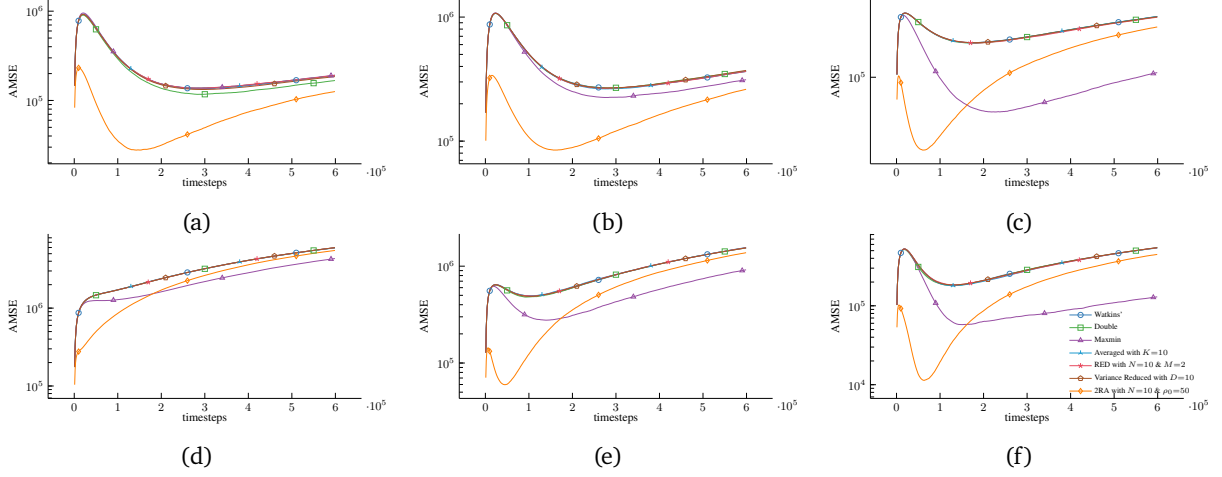 10^6
10^5
AMSE
0 1 2 3 4 5 6
·10^5
timesteps
(a)
10^6
10^5
AMSE
0 1 2 3 4 5 6
·10^5
timesteps
(b)
10^5
AMSE
0 1 2 3 4 5 6
·10^5
timesteps
(c)
10^6
10^5
AMSE
0 1 2 3 4 5 6
·10^5
timesteps
(d)
10^6
10^5
AMSE
0 1 2 3 4 5 6
·10^5
timesteps
(e)
10^6
10^5
10^4
AMSE
Watkins'
Double
Maxmin
Averaged with K=10
RED with N=10 & M=2
Variance Reduced with D=10
2RA with N=10 & ρ₀=50
0 1 2 3 4 5 6
·10^5
timesteps
(f)